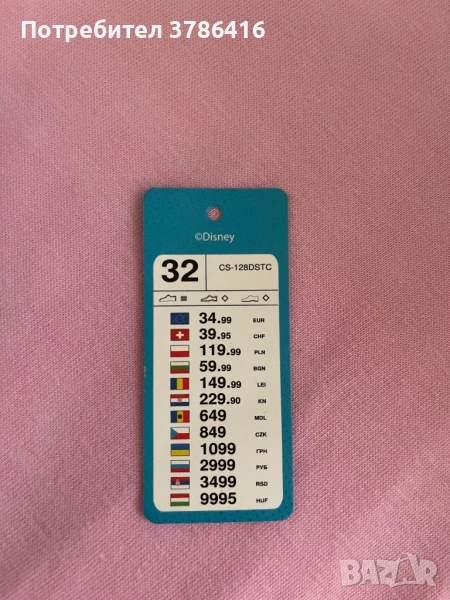 Потребител 3786416
©Disney
32 CS-128DSTC
34.99 EUR
39.95 CHF
119.99 PLN
59.99 BGN
149.99 LEI
229.90 KN
649 MDL
849 CZK
1099 ГРН
2999 РУБ
3499 RSD
9995 HUF
BAZAR